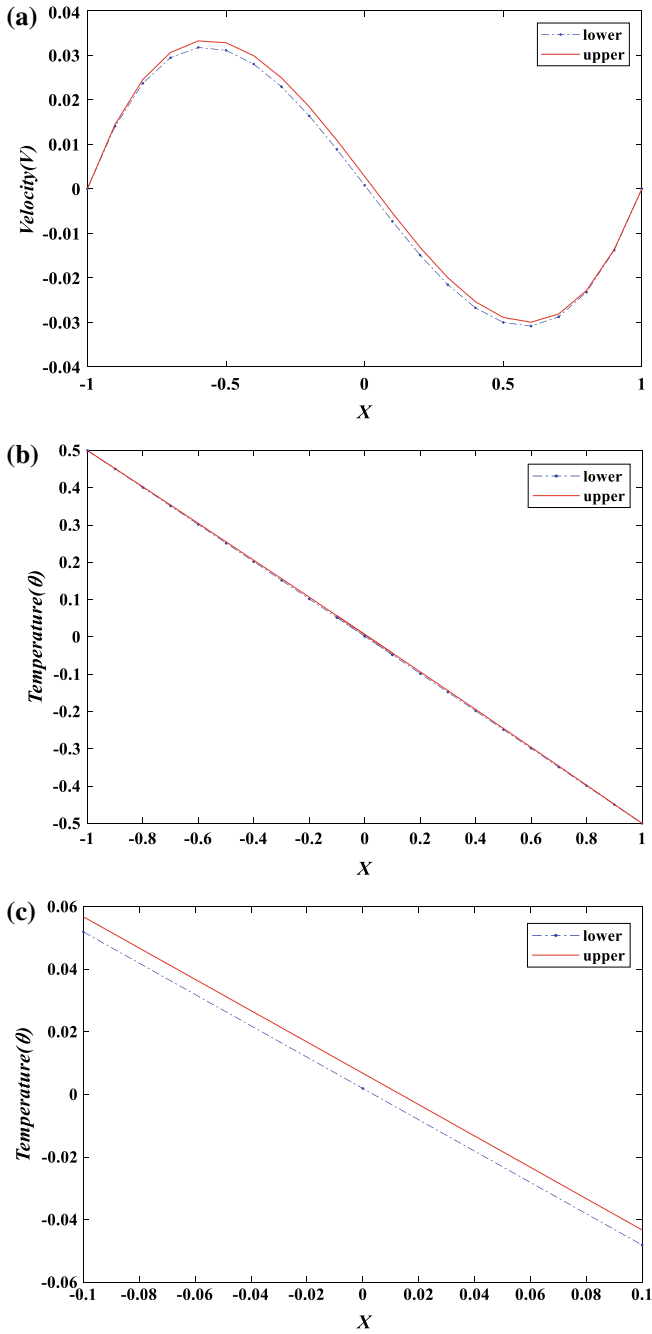 (a)
0.04
0.03
0.02
0.01
0
-0.01
-0.02
-0.03
-0.04
Velocity(V)
lower
upper
-1 -0.5 0 0.5 1
X
(b)
0.5
0.4
0.3
0.2
0.1
0
-0.1
-0.2
-0.3
-0.4
-0.5
Temperature(θ)
lower
upper
-1 -0.8 -0.6 -0.4 -0.2 0 0.2 0.4 0.6 0.8 1
X
(c)
0.06
0.04
0.02
0
-0.02
-0.04
-0.06
Temperature(θ)
lower
upper
-0.1 -0.08 -0.06 -0.04 -0.02 0 0.02 0.04 0.06 0.08 0.1
X